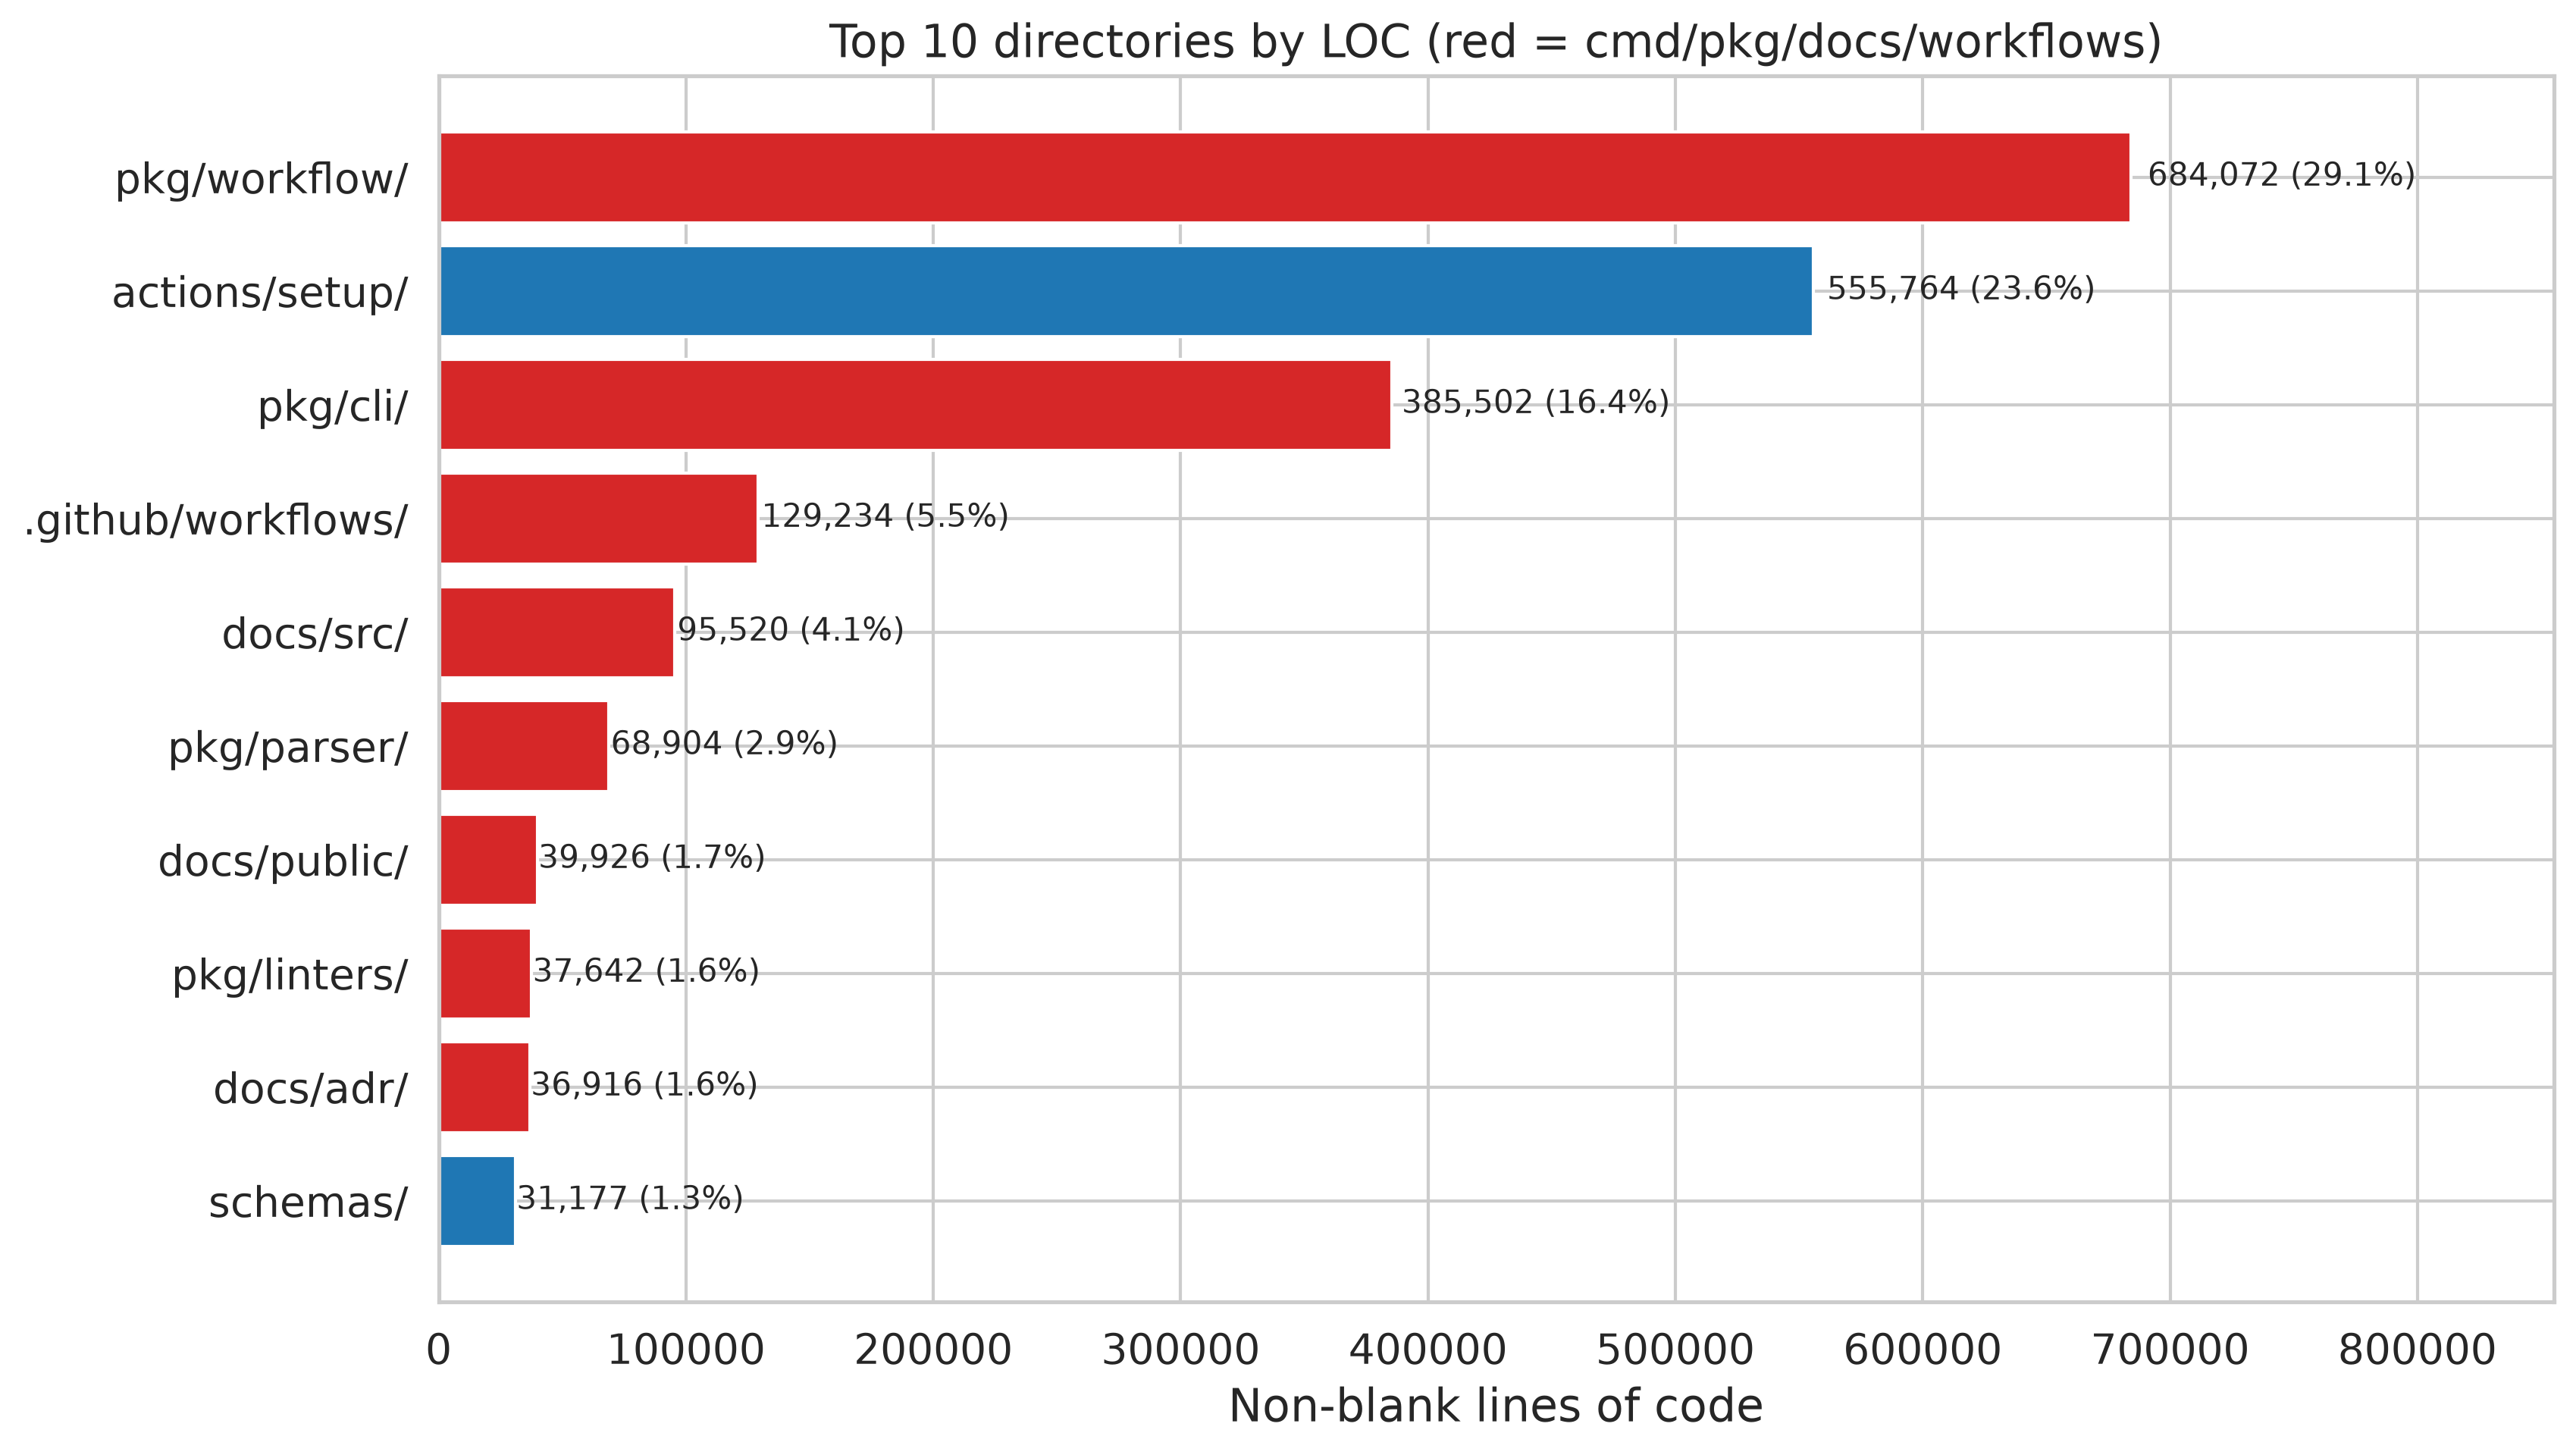 Top 10 directories by LOC (red = cmd/pkg/docs/workflows)
pkg/workflow/ 684,072 (29.1%)
actions/setup/ 555,764 (23.6%)
pkg/cli/ 385,502 (16.4%)
.github/workflows/ 129,234 (5.5%)
docs/src/ 95,520 (4.1%)
pkg/parser/ 68,904 (2.9%)
docs/public/ 39,926 (1.7%)
pkg/linters/ 37,642 (1.6%)
docs/adr/ 36,916 (1.6%)
schemas/ 31,177 (1.3%)
0 100000 200000 300000 400000 500000 600000 700000 800000
Non-blank lines of code